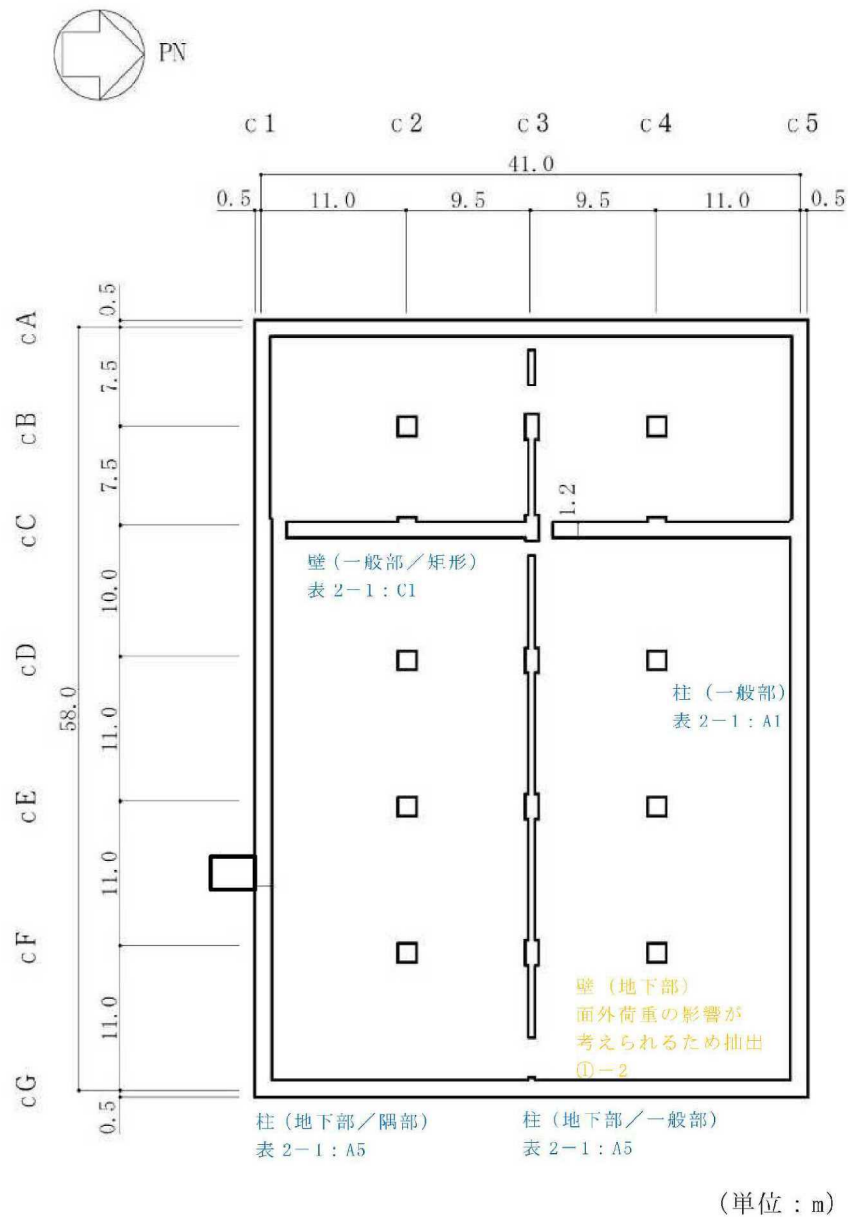 PN
c1 c2 c3 c4 c5
41.0
0.5 11.0 9.5 9.5 11.0 0.5
0.5
cA
7.5
cB
7.5
1.2
cC
壁(一般部/矩形)
表 2-1:C1
10.0
cD
柱(一般部)
表 2-1:A1
58.0
11.0
cE
11.0
cF
壁(地下部)
面外荷重の影響が
考えられるため抽出
①-2
11.0
cG
0.5
柱(地下部/隅部)
表 2-1:A5
柱(地下部/一般部)
表 2-1:A5
(単位:m)